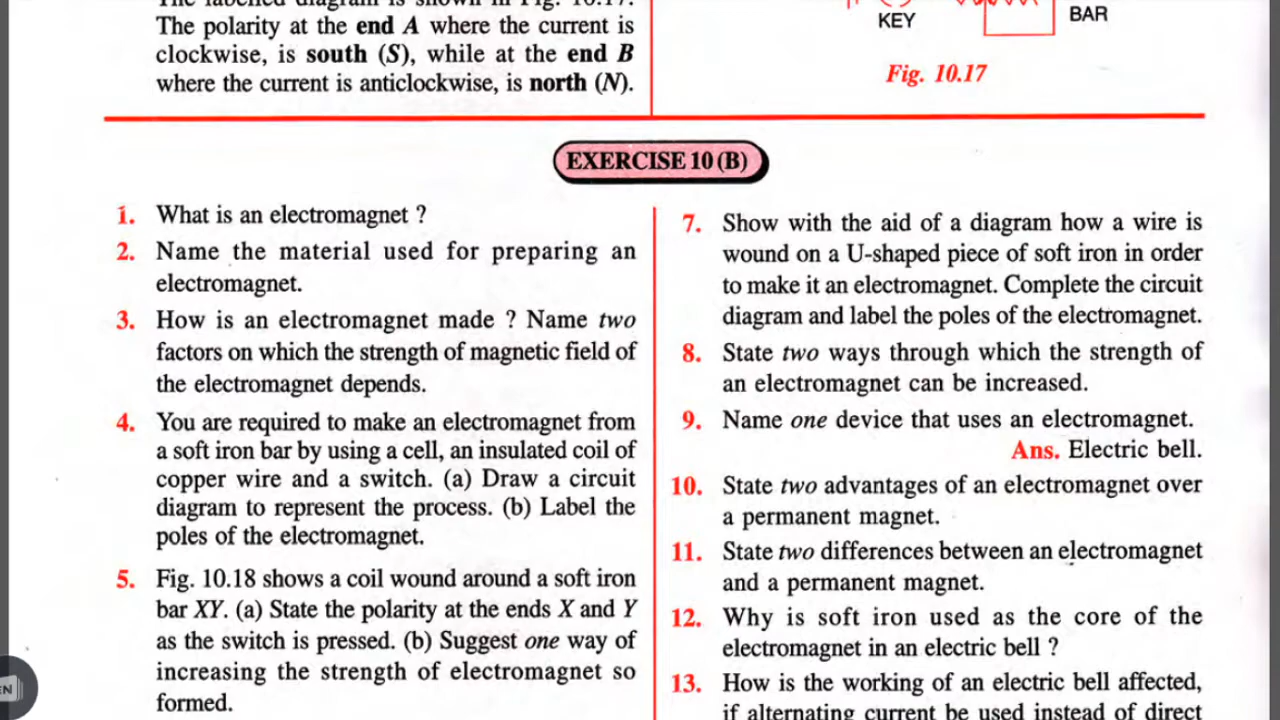 The labelled diagram is shown in Fig. 10.17.
The polarity at the end A where the current is
clockwise, is south (S), while at the end B
where the current is anticlockwise, is north (N).
KEY
BAR
Fig. 10.17
EXERCISE 10 (B)
1. What is an electromagnet ?
2. Name the material used for preparing an
electromagnet.
3. How is an electromagnet made ? Name two
factors on which the strength of magnetic field of
the electromagnet depends.
4. You are required to make an electromagnet from
a soft iron bar by using a cell, an insulated coil of
copper wire and a switch. (a) Draw a circuit
diagram to represent the process. (b) Label the
poles of the electromagnet.
5. Fig. 10.18 shows a coil wound around a soft iron
bar XY. (a) State the polarity at the ends X and Y
as the switch is pressed. (b) Suggest one way of
increasing the strength of electromagnet so
formed.
7. Show with the aid of a diagram how a wire is
wound on a U-shaped piece of soft iron in order
to make it an electromagnet. Complete the circuit
diagram and label the poles of the electromagnet.
8. State two ways through which the strength of
an electromagnet can be increased.
9. Name one device that uses an electromagnet.
Ans. Electric bell.
10. State two advantages of an electromagnet over
a permanent magnet.
11. State two differences between an electromagnet
and a permanent magnet.
12. Why is soft iron used as the core of the
electromagnet in an electric bell ?
13. How is the working of an electric bell affected,
if alternating current be used instead of direct